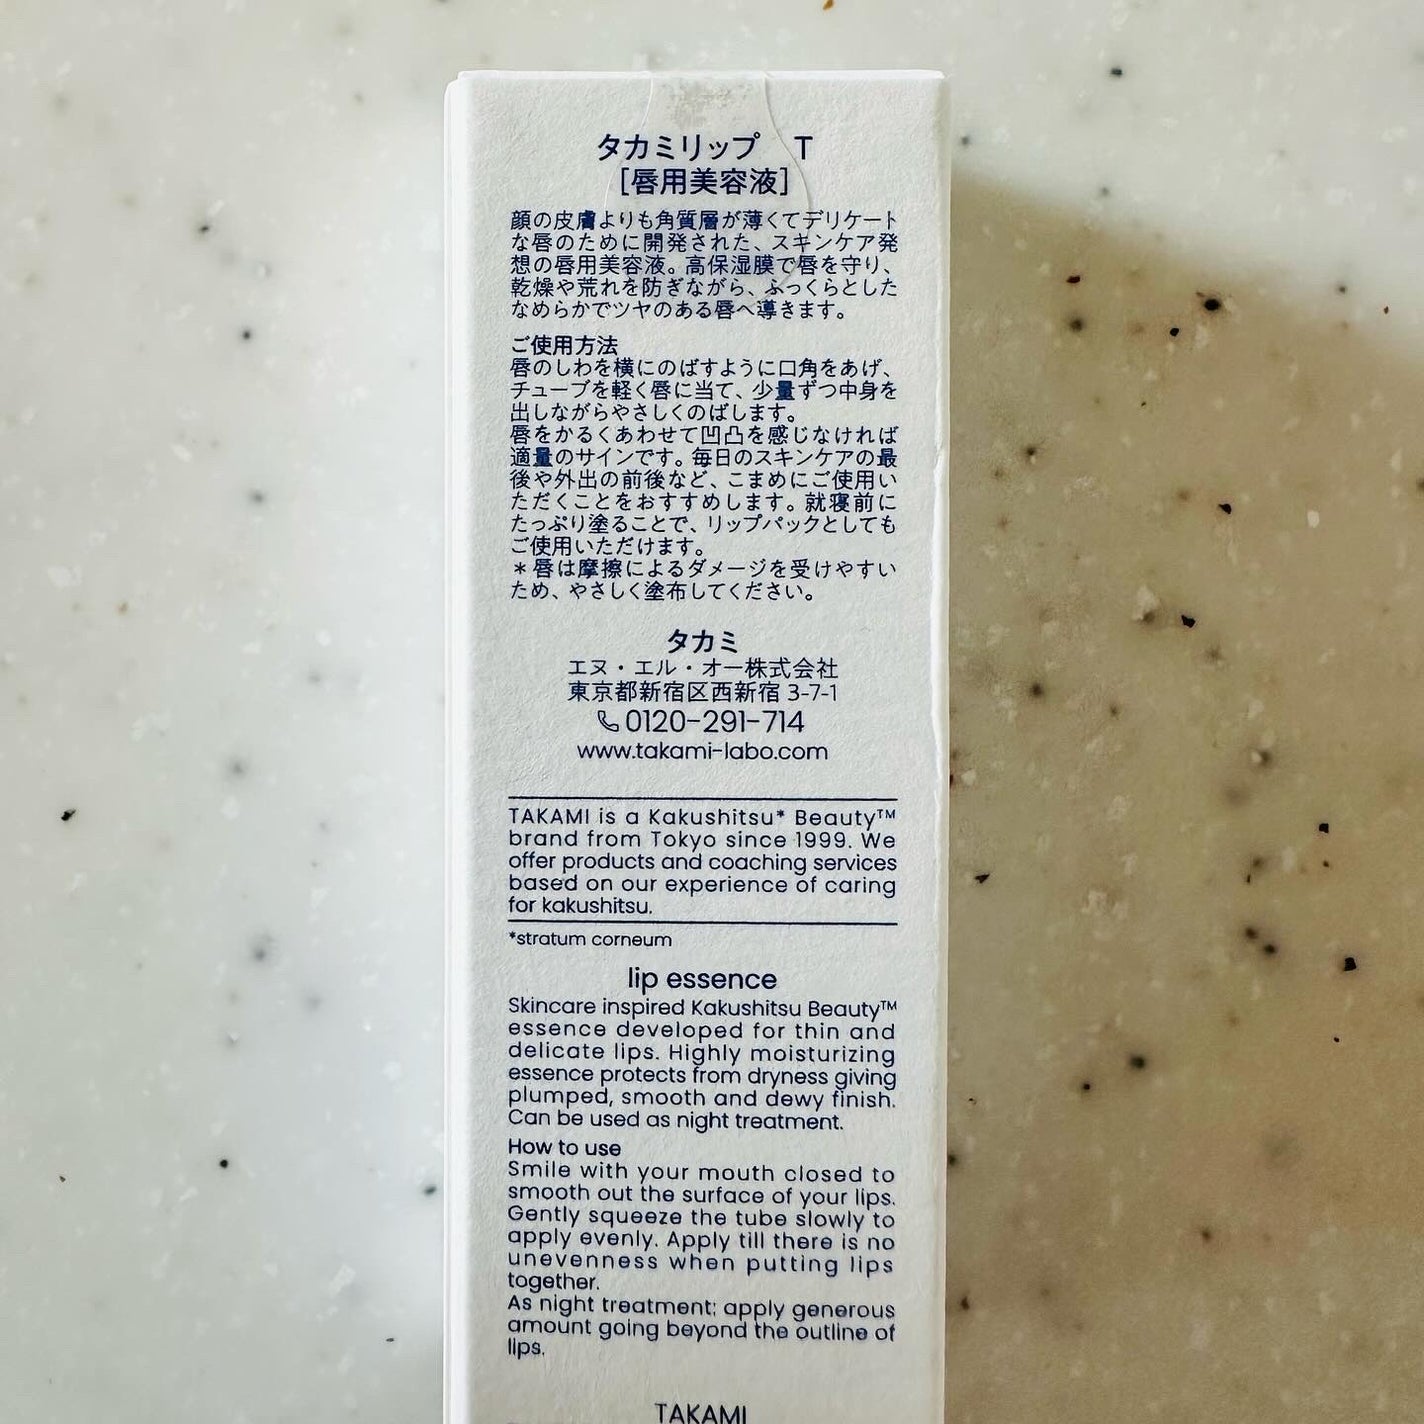 タカミリップ　T
[唇用美容液]
顔の皮膚よりも角質層が薄くてデリケート
な唇のために開発された、スキンケア発
想の唇用美容液。高保湿膜で唇を守り、
乾燥や荒れを防ぎながら、ふっくらとした
なめらかでツヤのある唇へ導きます。
ご使用方法
唇のしわを横にのばすように口角をあげ、
チューブを軽く唇に当て、少量ずつ中身を
出しながらやさしくのばします。
唇をかるくあわせて凹凸を感じなければ
適量のサインです。毎日のスキンケアの最
後や外出の前後など、こまめにご使用い
ただくことをおすすめします。就寝前に
たっぷり塗ることで、リップパックとしても
ご使用いただけます。
＊唇は摩擦によるダメージを受けやすい
ため、やさしく塗布してください。
タカミ
エヌ・エル・オー株式会社
東京都新宿区西新宿 3-7-1
0120-291-714
www.takami-labo.com
TAKAMI is a Kakushitsu* Beauty™
brand from Tokyo since 1999. We
offer products and coaching services
based on our experience of caring
for kakushitsu.
*stratum corneum
lip essence
Skincare inspired Kakushitsu Beauty™
essence developed for thin and
delicate lips. Highly moisturizing
essence protects from dryness giving
plumped, smooth and dewy finish.
Can be used as night treatment.
How to use
Smile with your mouth closed to
smooth out the surface of your lips.
Gently squeeze the tube slowly to
apply evenly. Apply till there is no
unevenness when putting lips
together.
As night treatment; apply generous
amount going beyond the outline of
lips.
TAKAMI